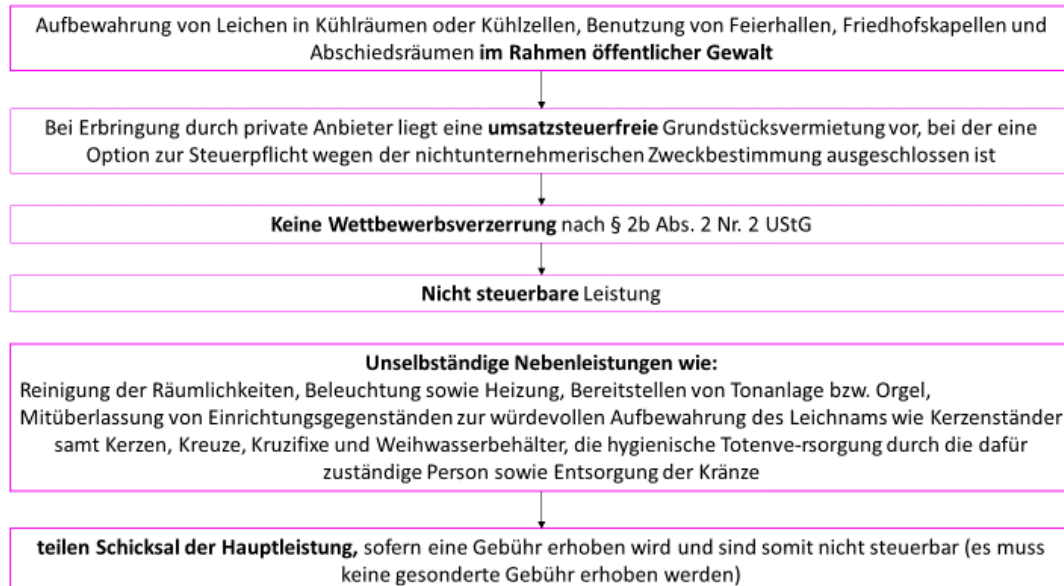 Aufbewahrung von Leichen in Kühlräumen oder Kühlzellen, Benutzung von Feierhallen, Friedhofskapellen und
Abschiedsräumen im Rahmen öffentlicher Gewalt
Bei Erbringung durch private Anbieter liegt eine umsatzsteuerfreie Grundstücksvermietung vor, bei der eine
Option zur Steuerpflicht wegen der nichtunternehmerischen Zweckbestimmung ausgeschlossen ist
Keine Wettbewerbsverzerrung nach § 2b Abs. 2 Nr. 2 UStG
Nicht steuerbare Leistung
Unselbständige Nebenleistungen wie:
Reinigung der Räumlichkeiten, Beleuchtung sowie Heizung, Bereitstellen von Tonanlage bzw. Orgel,
Mitüberlassung von Einrichtungsgegenständen zur würdevollen Aufbewahrung des Leichnams wie Kerzenständer
samt Kerzen, Kreuze, Kruzifixe und Weihwasserbehälter, die hygienische Totenve-rsorgung durch die dafür
zuständige Person sowie Entsorgung der Kränze
teilen Schicksal der Hauptleistung, sofern eine Gebühr erhoben wird und sind somit nicht steuerbar (es muss
keine gesonderte Gebühr erhoben werden)